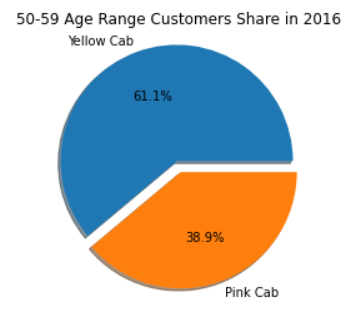 50-59 Age Range Customers Share in 2016
Yellow Cab
61.1%
38.9%
Pink Cab